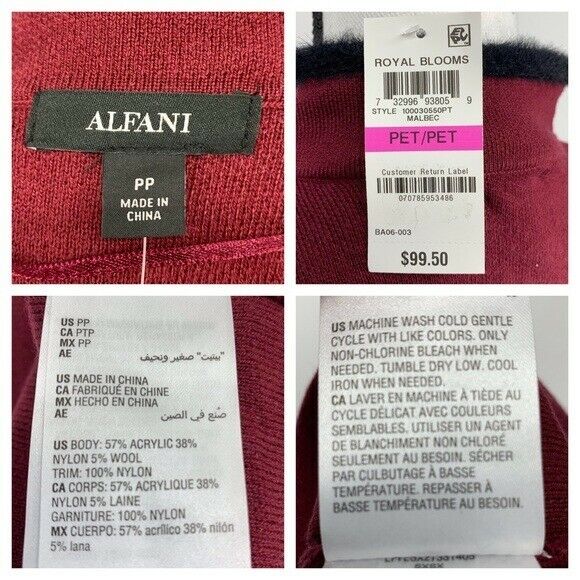 ALFANI
PP
MADE IN
CHINA
ROYAL BLOOMS
7 32996 93805 9
STYLE 100030550PT
MALBEC
PET/PET
Customer Return Label
070785953486
BA06-003
$99.50
US PP
CA PTP
MX PP
AE "بيتيت" صغير ونحيف
US MADE IN CHINA
CA FABRIQUÉ EN CHINE
MX HECHO EN CHINA
AE صُنع في الصين
US BODY: 57% ACRYLIC 38%
NYLON 5% WOOL
TRIM: 100% NYLON
CA CORPS: 57% ACRYLIQUE 38%
NYLON 5% LAINE
GARNITURE: 100% NYLON
MX CUERPO: 57% acrílico 38% nilón
5% lana
US MACHINE WASH COLD GENTLE
CYCLE WITH LIKE COLORS. ONLY
NON-CHLORINE BLEACH WHEN
NEEDED. TUMBLE DRY LOW. COOL
IRON WHEN NEEDED.
CA LAVER EN MACHINE À TIÈDE AU
CYCLE DÉLICAT AVEC COULEURS
SEMBLABLES, UTILISER UN AGENT
DE BLANCHIMENT NON CHLORÉ
SEULEMENT AU BESOIN. SÉCHER
PAR CULBUTAGE À BASSE
TEMPÉRATURE. REPASSER À
BASSE TEMPÉRATURE AU BESOIN.